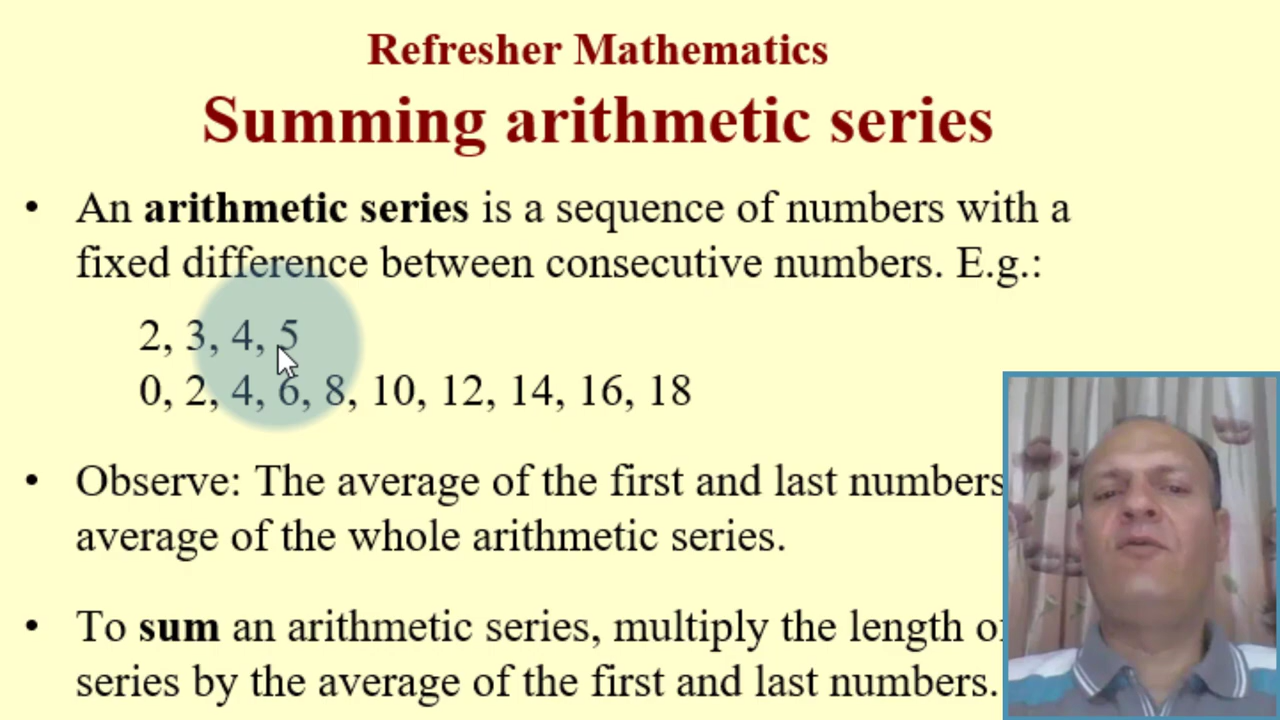 Refresher Mathematics
Summing arithmetic series
• An arithmetic series is a sequence of numbers with a
fixed difference between consecutive numbers. E.g.:
2, 3, 4, 5
0, 2, 4, 6, 8, 10, 12, 14, 16, 18
• Observe: The average of the first and last numbers
average of the whole arithmetic series.
• To sum an arithmetic series, multiply the length
series by the average of the first and last numbers.